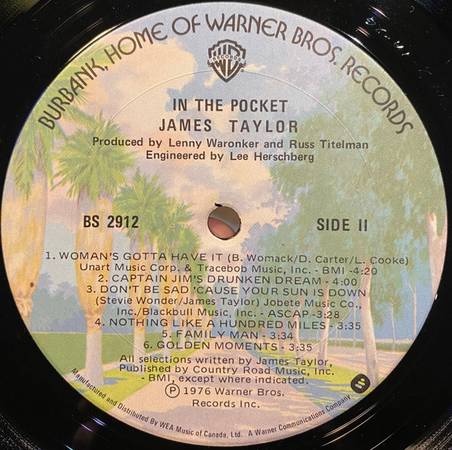 BURBANK, HOME OF WARNER BROS. RECORDS
IN THE POCKET
JAMES TAYLOR
Produced by Lenny Waronker and Russ Titelman
Engineered by Lee Herschberg
BS 2912
SIDE II
1. WOMAN'S GOTTA HAVE IT (B. Womack/D. Carter/L. Cooke)
Unart Music Corp. & Tracebob Music, Inc. - BMI -4:20
2. CAPTAIN JIM'S DRUNKEN DREAM - 4:00
3. DON'T BE SAD 'CAUSE YOUR SUN IS DOWN
(Stevie Wonder/James Taylor) Jobete Music Co.,
Inc./Blackbull Music, Inc. - ASCAP -3:28
4. NOTHING LIKE A HUNDRED MILES - 3:35
5. FAMILY MAN - 3:34
6. GOLDEN MOMENTS - 3:35
All selections written by James Taylor,
Published by Country Road Music, Inc.
- BMI, except where indicated.
Ⓟ 1976 Warner Bros.
Records Inc.
Manufactured and Distributed By WEA Music of Canada, Ltd. A Warner Communications Company